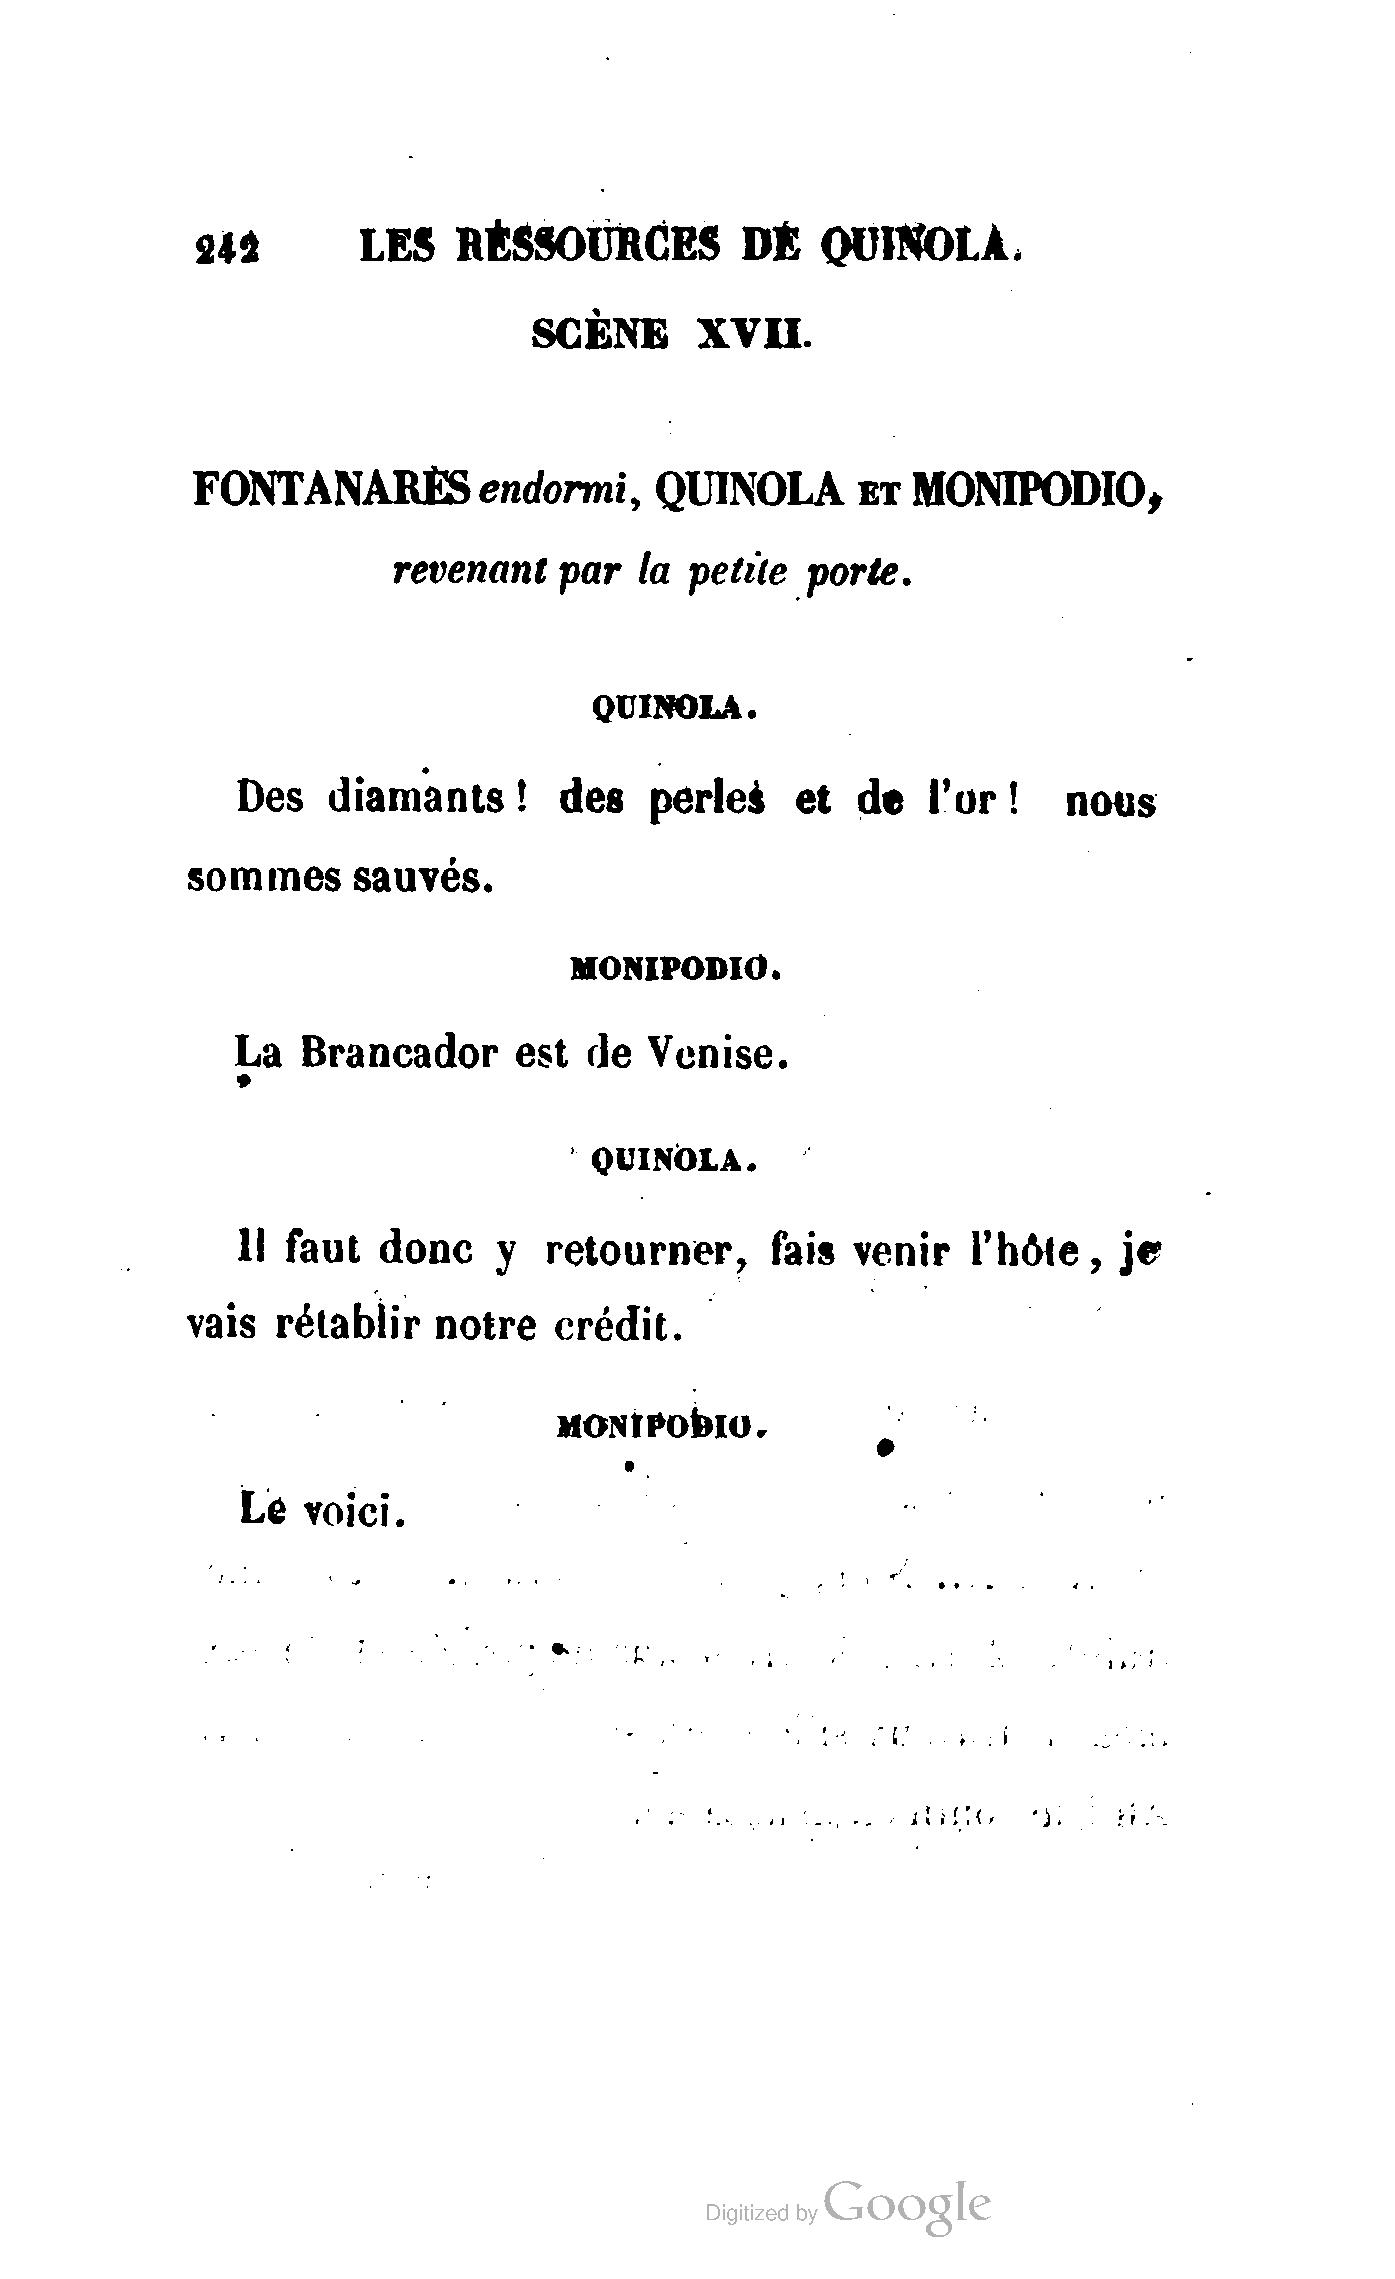 242 LES RESSOURCES DE QUINOLA.
SCÈNE XVII.
FONTANARÈS endormi, QUINOLA ET MONIPODIO,
revenant par la petite porte.
QUINOLA.
Des diamants ! des perles et de l'or ! nous
sommes sauvés.
MONIPODIO.
La Brancador est de Venise.
QUINOLA.
Il faut donc y retourner, fais venir l'hôte, je
vais rétablir notre crédit.
MONIPODIO.
Le voici.
Digitized by Google